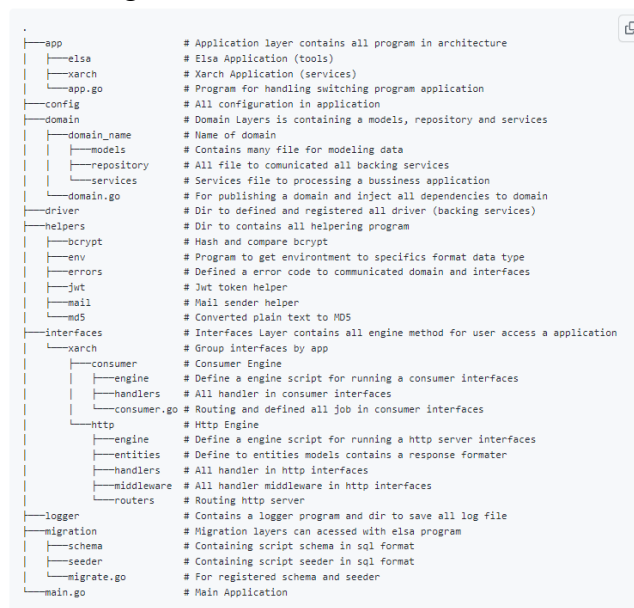 .
├──app # Application layer contains all program in architecture
│ ├──elsa # Elsa Application (tools)
│ ├──xarch # Xarch Application (services)
│ └──app.go # Program for handling switching program application
├──config # All configuration in application
├──domain # Domain Layers is containing a models, repository and services
│ ├──domain_name # Name of domain
│ │ ├──models # Contains many file for modeling data
│ │ ├──repository # All file to comunicated all backing services
│ │ └──services # Services file to processing a bussiness application
│ └──domain.go # For publishing a domain and inject all dependencies to domain
├──driver # Dir to defined and registered all driver (backing services)
├──helpers # Dir to contains all helpering program
│ ├──bcrypt # Hash and compare bcrypt
│ ├──env # Program to get environtment to specifics format data type
│ ├──errors # Defined a error code to communicated domain and interfaces
│ ├──jwt # Jwt token helper
│ ├──mail # Mail sender helper
│ └──md5 # Converted plain text to MD5
├──interfaces # Interfaces Layer contains all engine method for user access a application
│ └──xarch # Group interfaces by app
│ ├──consumer # Consumer Engine
│ │ ├──engine # Define a engine script for running a consumer interfaces
│ │ ├──handlers # All handler in consumer interfaces
│ │ └──consumer.go # Routing and defined all job in consumer interfaces
│ └──http # Http Engine
│ ├──engine # Define a engine script for running a http server interfaces
│ ├──entities # Define to entities models contains a response formater
│ ├──handlers # All handler in http interfaces
│ ├──middleware # All handler middleware in http interfaces
│ └──routers # Routing http server
├──logger # Contains a logger program and dir to save all log file
├──migration # Migration layers can acessed with elsa program
│ ├──schema # Containing script schema in sql format
│ ├──seeder # Containing script seeder in sql format
│ └──migrate.go # For registered schema and seeder
└──main.go # Main Application